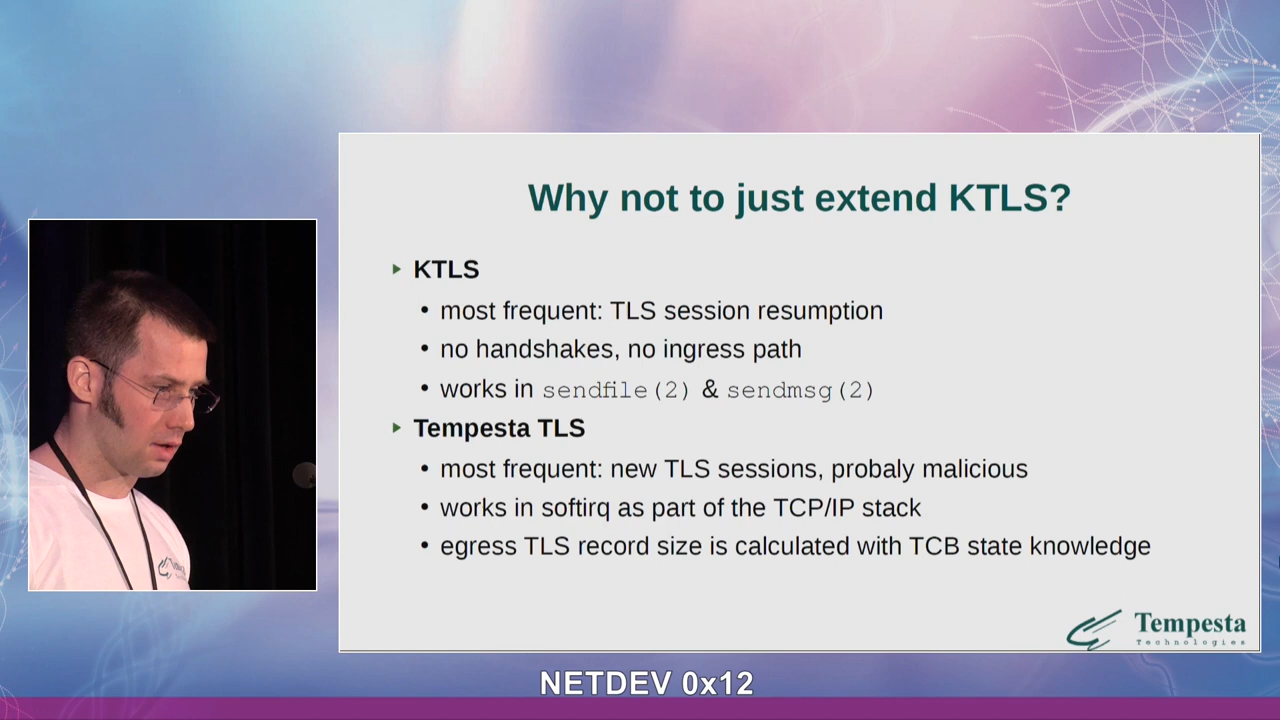 Why not to just extend KTLS?
KTLS
• most frequent: TLS session resumption
• no handshakes, no ingress path
• works in sendfile(2) & sendmsg(2)
Tempesta TLS
• most frequent: new TLS sessions, probaly malicious
• works in softirq as part of the TCP/IP stack
• egress TLS record size is calculated with TCB state knowledge
Tempesta
Technologies
NETDEV 0x12